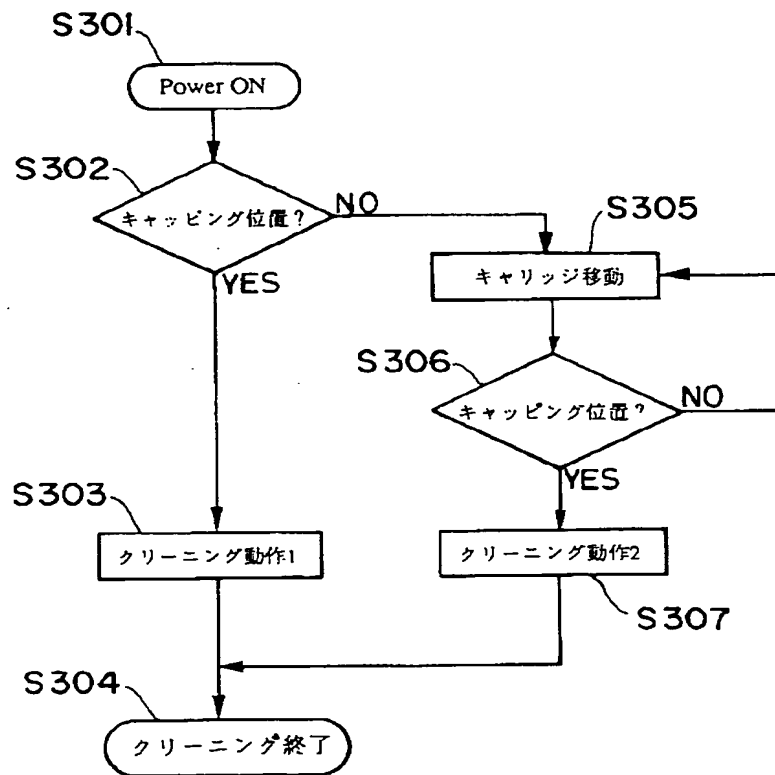 S301
Power ON
S302
キャッピング位置?
NO
YES
S305
キャリッジ移動
S306
キャッピング位置?
NO
YES
S303
クリーニング動作1
クリーニング動作2
S307
S304
クリーニング終了